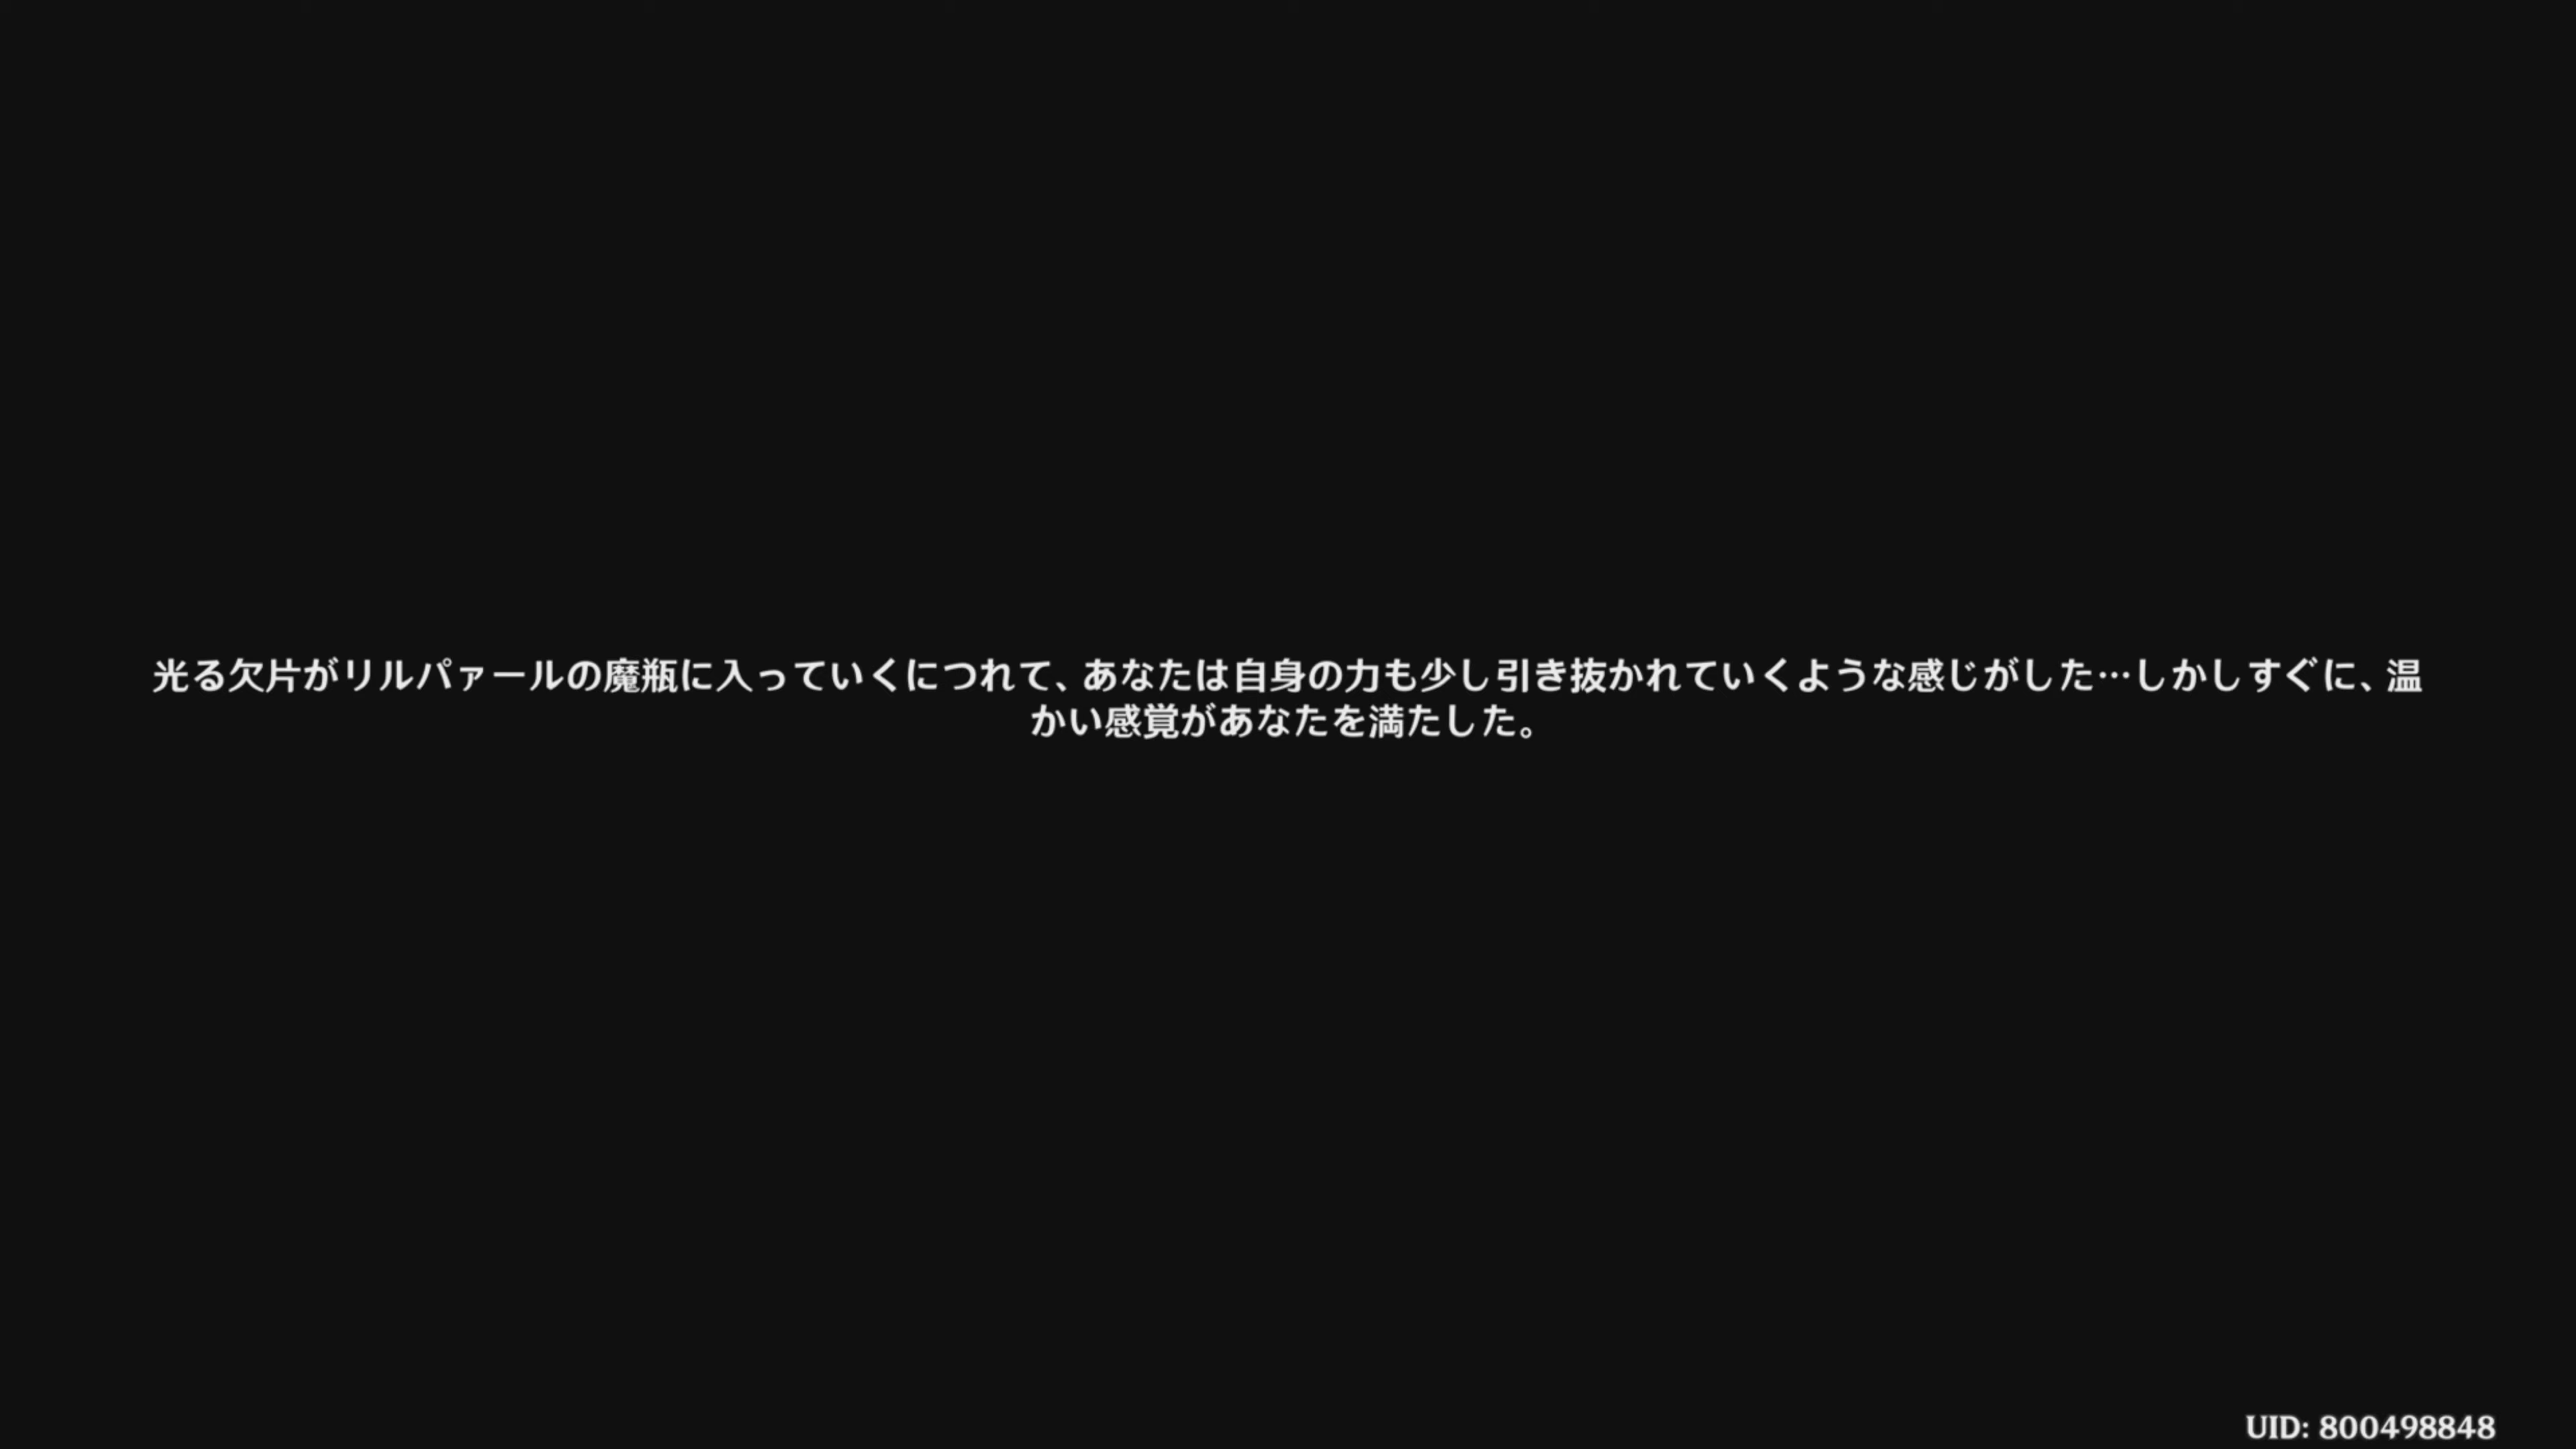 光る欠片がリルパァールの魔瓶に入っていくにつれて、あなたは自身の力も少し引き抜かれていくような感じがした…しかしすぐに、温
かい感覚があなたを満たした。
UID: 800498848